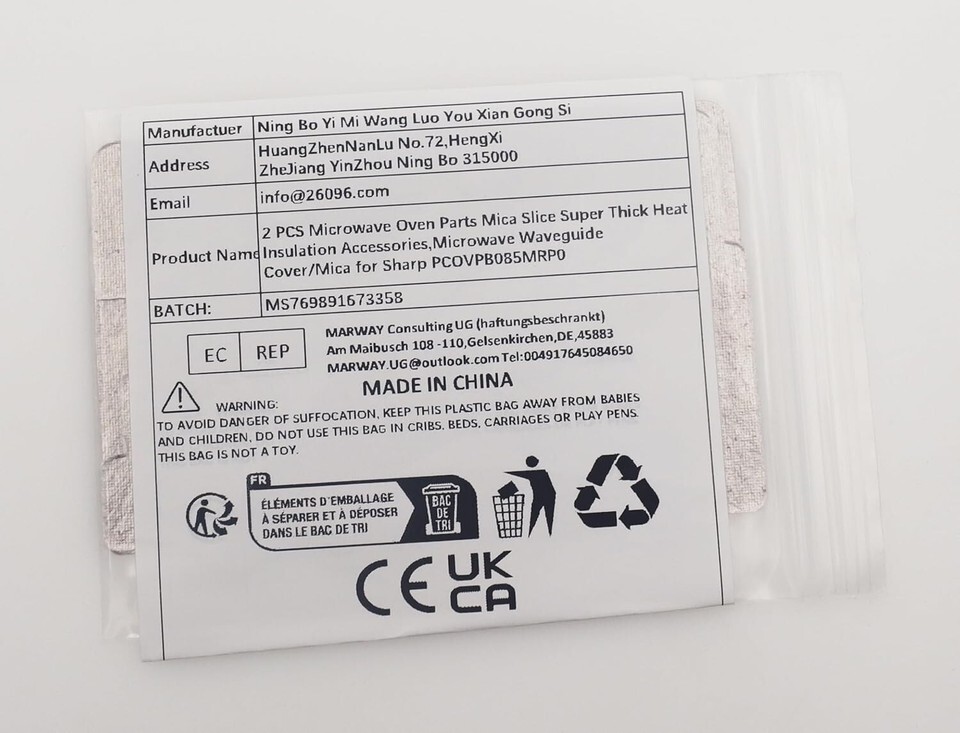 Manufactuer Ning Bo Yi Mi Wang Luo You Xian Gong Si
Address HuangZhenNanLu No.72,HengXi
ZheJiang YinZhou Ning Bo 315000
Email info@26096.com
Product Name 2 PCS Microwave Oven Parts Mica Slice Super Thick Heat
Insulation Accessories,Microwave Waveguide
Cover/Mica for Sharp PCOVPB085MRP0
BATCH: MS769891673358
EC REP
MARWAY Consulting UG (haftungsbeschrankt)
Am Maibusch 108 -110,Gelsenkirchen,DE,45883
MARWAY.UG@outlook.com Tel:004917645084650
MADE IN CHINA
WARNING:
TO AVOID DANGER OF SUFFOCATION, KEEP THIS PLASTIC BAG AWAY FROM BABIES
AND CHILDREN, DO NOT USE THIS BAG IN CRIBS, BEDS, CARRIAGES OR PLAY PENS.
THIS BAG IS NOT A TOY.
FR
ÉLÉMENTS D'EMBALLAGE
À SÉPARER ET À DÉPOSER
DANS LE BAC DE TRI
BAC
DE
TRI
CE
UK
CA